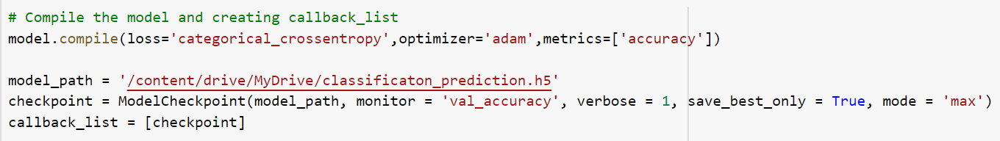 # Compile the model and creating callback_list
model.compile(loss='categorical_crossentropy',optimizer='adam',metrics=['accuracy'])
model_path = '/content/drive/MyDrive/classificaton_prediction.h5'
checkpoint = ModelCheckpoint(model_path, monitor = 'val_accuracy', verbose = 1, save_best_only = True, mode = 'max')
callback_list = [checkpoint]